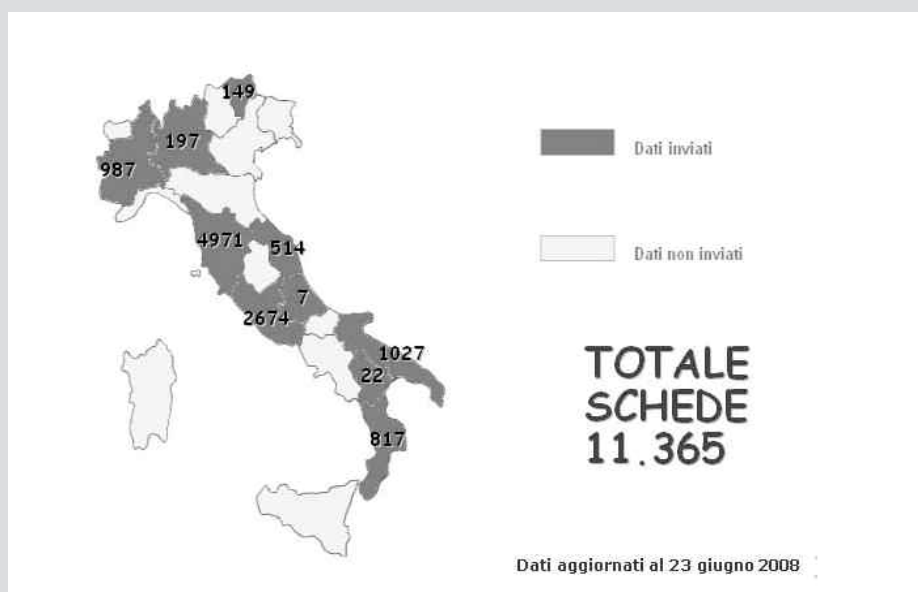 149
197
987
4971
514
7
2674
1027
22
817
Dati inviati
Dati non inviati
TOTALE
SCHEDE
11.365
Dati aggiornati al 23 giugno 2008